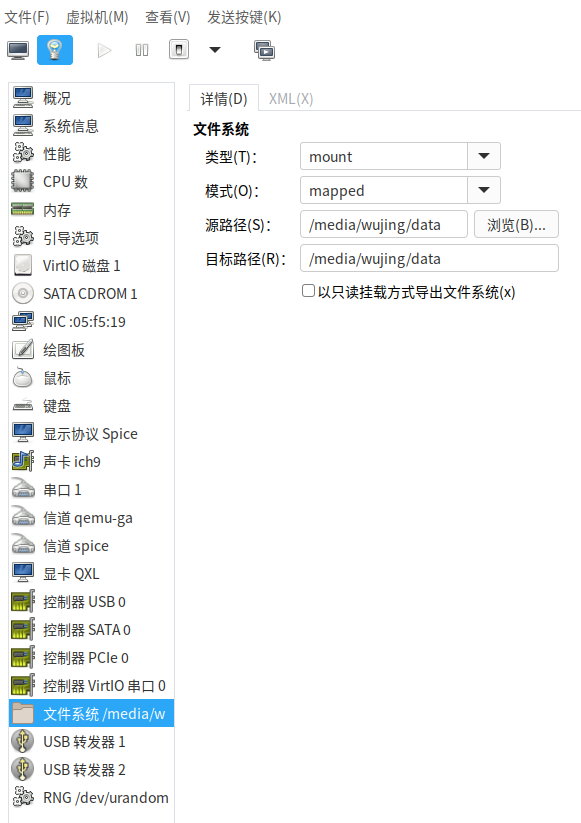 文件(F) 虚拟机(M) 查看(V) 发送按键(K)
概况
系统信息
性能
CPU 数
内存
引导选项
VirtIO 磁盘 1
SATA CDROM 1
NIC :05:f5:19
绘图板
鼠标
键盘
显示协议 Spice
声卡 ich9
串口 1
信道 qemu-ga
信道 spice
显卡 QXL
控制器 USB 0
控制器 SATA 0
控制器 PCIe 0
控制器 VirtIO 串口 0
文件系统 /media/w
USB 转发器 1
USB 转发器 2
RNG /dev/urandom
详情(D) XML(X)
文件系统
类型(T): mount
模式(O): mapped
源路径(S): /media/wujing/data 浏览(B)...
目标路径(R): /media/wujing/data
以只读挂载方式导出文件系统(x)